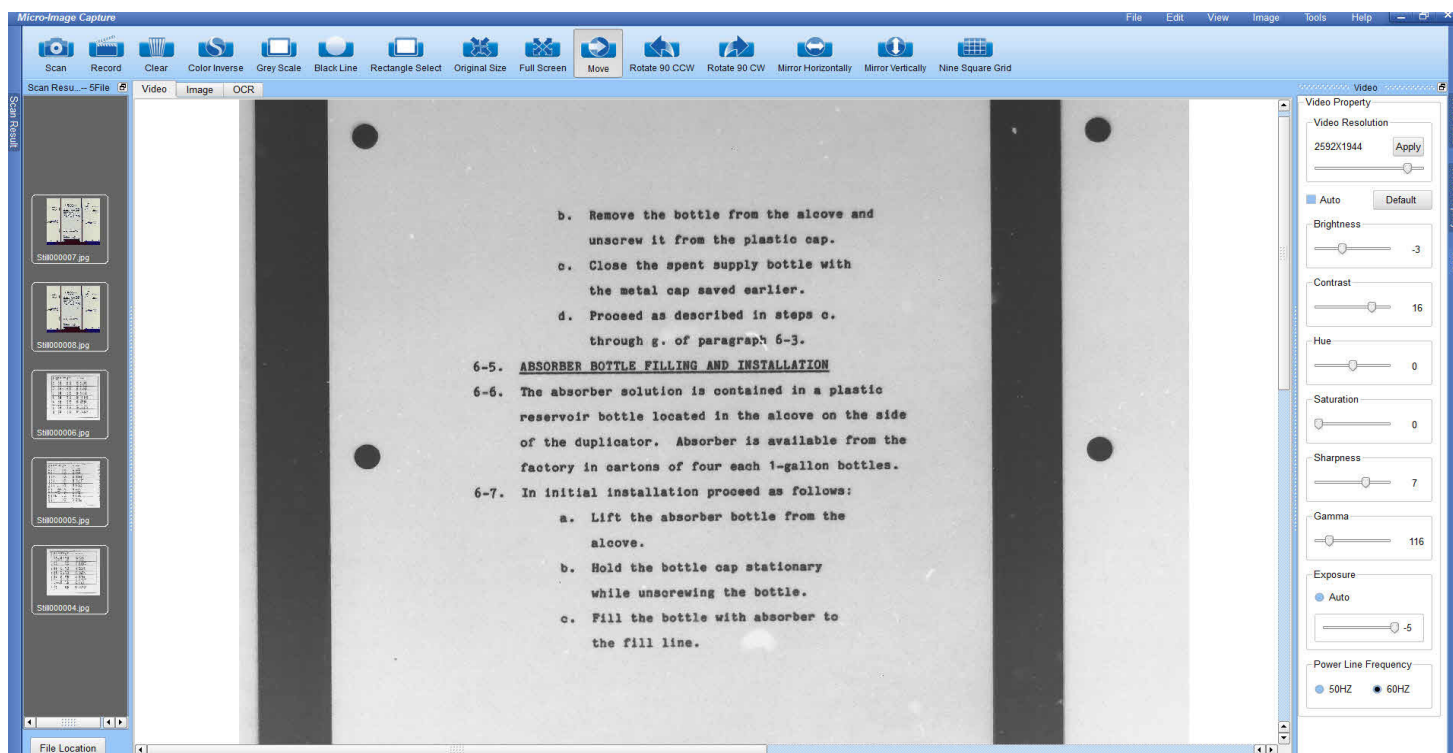 Micro-Image Capture
File Edit View Image Tools Help
Scan Record Clear Color Inverse Grey Scale Black Line Rectangle Select Original Size Full Screen Move Rotate 90 CCW Rotate 90 CW Mirror Horizontally Mirror Vertically Nine Square Grid
Scan Result
Scan Resu...-- 5File
Still000007.jpg
Still000008.jpg
Still000006.jpg
Still000005.jpg
Still000004.jpg
File Location
Video Image OCR
b. Remove the bottle from the alcove and
unscrew it from the plastic cap.
c. Close the spent supply bottle with
the metal cap saved earlier.
d. Proceed as described in steps c.
through g. of paragraph 6-3.
6-5. ABSORBER BOTTLE FILLING AND INSTALLATION
6-6. The absorber solution is contained in a plastic
reservoir bottle located in the alcove on the side
of the duplicator. Absorber is available from the
factory in cartons of four each 1-gallon bottles.
6-7. In initial installation proceed as follows:
a. Lift the absorber bottle from the
alcove.
b. Hold the bottle cap stationary
while unscrewing the bottle.
c. Fill the bottle with absorber to
the fill line.
Video
Video Property
Video Resolution
2592X1944 Apply
Auto Default
Brightness
-3
Contrast
16
Hue
0
Saturation
0
Sharpness
7
Gamma
116
Exposure
Auto
-5
Power Line Frequency
50HZ 60HZ